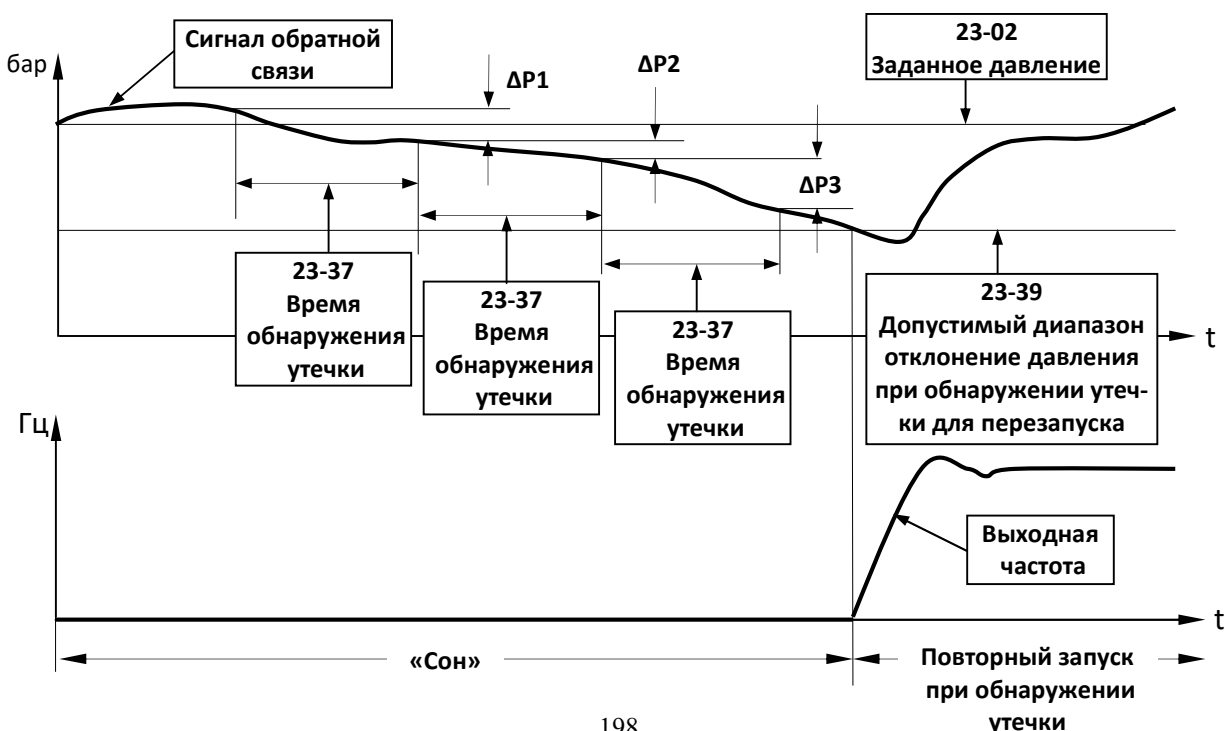 бар
Сигнал обратной
связи
ΔP1
ΔP2
ΔP3
23-02
Заданное давление
23-37
Время
обнаружения
утечки
23-37
Время
обнаружения
утечки
23-37
Время
обнаружения
утечки
23-39
Допустимый диапазон
отклонение давления
при обнаружении утеч-
ки для перезапуска
t
Гц
Выходная
частота
t
«Сон»
Повторный запуск
при обнаружении
утечки
198